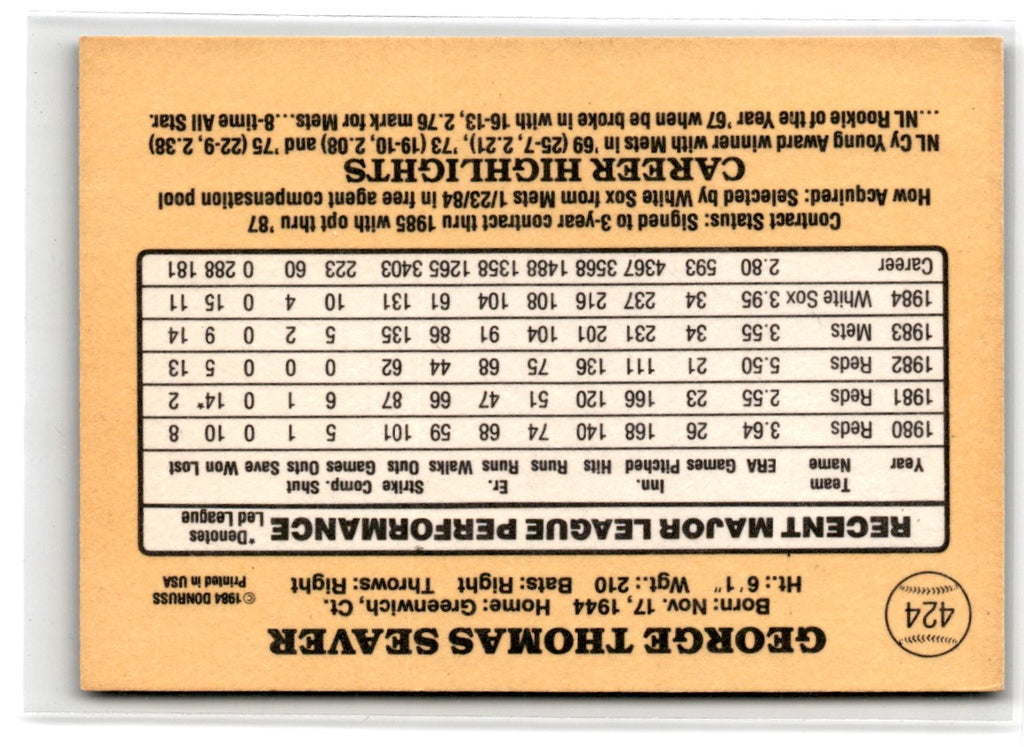 424
GEORGE THOMAS SEAVER
Born: Nov. 17, 1944 Home: Greenwich, Ct.
Ht.: 6'1" Wgt.: 210 Bats: Right Throws: Right
© 1984 DONRUSS
Printed in USA
RECENT MAJOR LEAGUE PERFORMANCE
*Denotes
Led League
Team Inn. Er. Strike Comp. Shut
Year Name ERA Games Pitched Hits Runs Runs Walks Outs Games Outs Save Won Lost
1980 Reds 3.64 26 168 140 74 68 59 101 5 1 0 10 8
1981 Reds 2.55 23 166 120 51 47 66 87 6 1 0 14* 2
1982 Reds 5.50 21 111 136 75 68 44 62 0 0 0 5 13
1983 Mets 3.55 34 231 201 104 91 86 135 5 2 0 9 14
1984 White Sox 3.95 34 237 216 108 104 61 131 10 4 0 15 11
Career 2.80 593 4367 3568 1488 1358 1265 3403 223 60 0 288 181
Contract Status: Signed to 3-year contract thru 1985 with opt thru '87
How Acquired: Selected by White Sox from Mets 1/23/84 in free agent compensation pool
CAREER HIGHLIGHTS
NL Cy Young Award winner with Mets in '69 (25-7, 2.21), '73 (19-10, 2.08) and '75 (22-9, 2.38)
...NL Rookie of the Year '67 when be broke in with 16-13, 2.76 mark for Mets...8-time All Star.